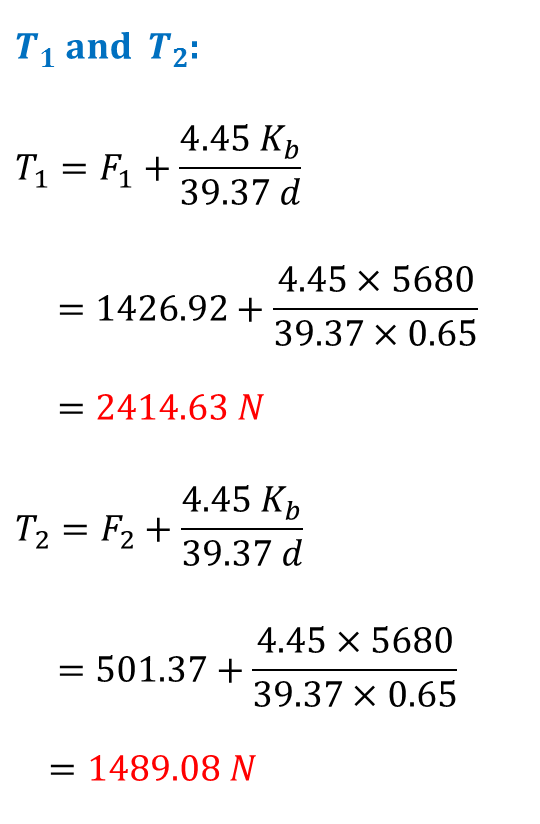 T₁ and T₂:
T₁ = F₁ + 4.45 K_b / 39.37 d
= 1426.92 + 4.45 × 5680 / 39.37 × 0.65
= 2414.63 N
T₂ = F₂ + 4.45 K_b / 39.37 d
= 501.37 + 4.45 × 5680 / 39.37 × 0.65
= 1489.08 N